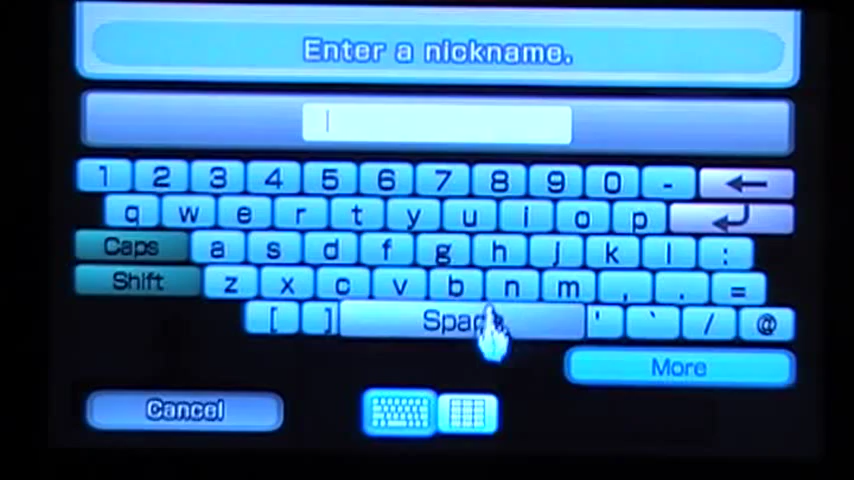 Enter a nickname.
1 2 3 4 5 6 7 8 9 0 -
q w e r t y u i o p
Caps a s d f g h j k l :
Shift z x c v b n m , . =
[ ] Space ' ` / @
More
Cancel